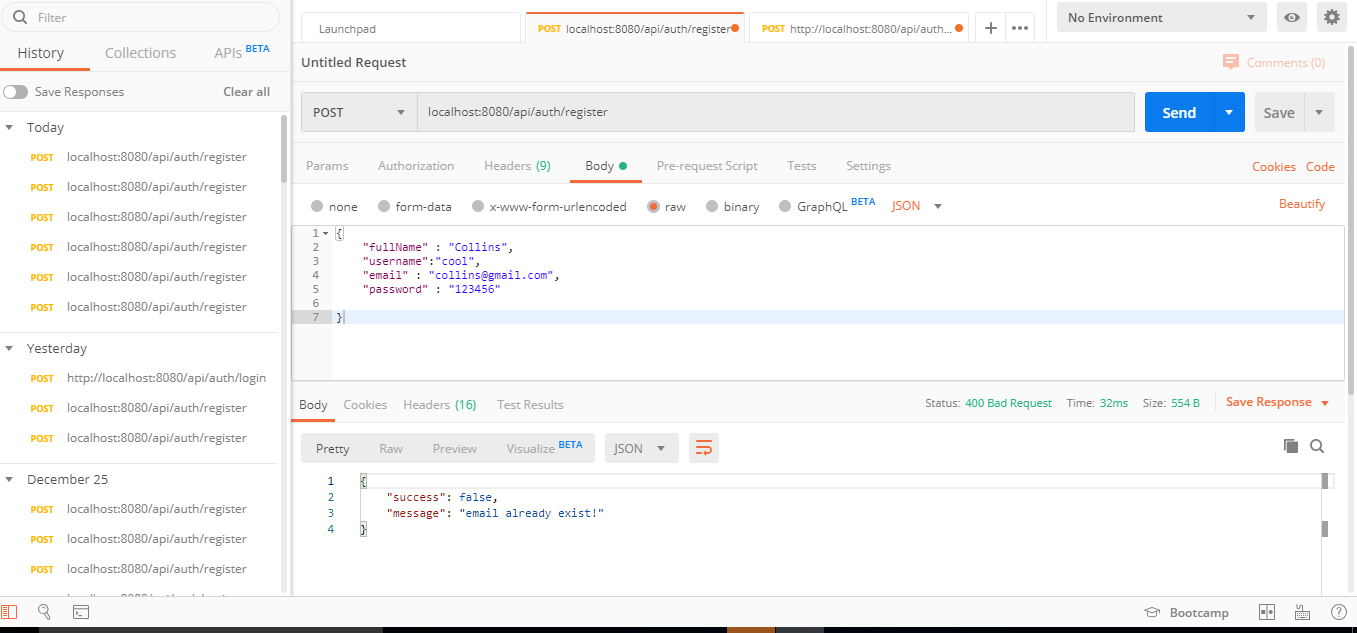 Filter
History Collections APIs BETA
Save Responses Clear all
Today
POST localhost:8080/api/auth/register
POST localhost:8080/api/auth/register
POST localhost:8080/api/auth/register
POST localhost:8080/api/auth/register
POST localhost:8080/api/auth/register
POST localhost:8080/api/auth/register
Yesterday
POST http://localhost:8080/api/auth/login
POST localhost:8080/api/auth/register
POST localhost:8080/api/auth/register
December 25
POST localhost:8080/api/auth/register
POST localhost:8080/api/auth/register
POST localhost:8080/api/auth/register
Launchpad POST localhost:8080/api/auth/register POST http://localhost:8080/api/auth... No Environment
Untitled Request Comments (0)
POST localhost:8080/api/auth/register Send Save
Params Authorization Headers (9) Body Pre-request Script Tests Settings Cookies Code
none form-data x-www-form-urlencoded raw binary GraphQL BETA JSON Beautify
1 {
2 "fullName" : "Collins",
3 "username":"cool",
4 "email" : "collins@gmail.com",
5 "password" : "123456"
6
7 }
Body Cookies Headers (16) Test Results Status: 400 Bad Request Time: 32ms Size: 554 B Save Response
Pretty Raw Preview Visualize BETA JSON
1 {
2 "success": false,
3 "message": "email already exist!"
4 }
Bootcamp